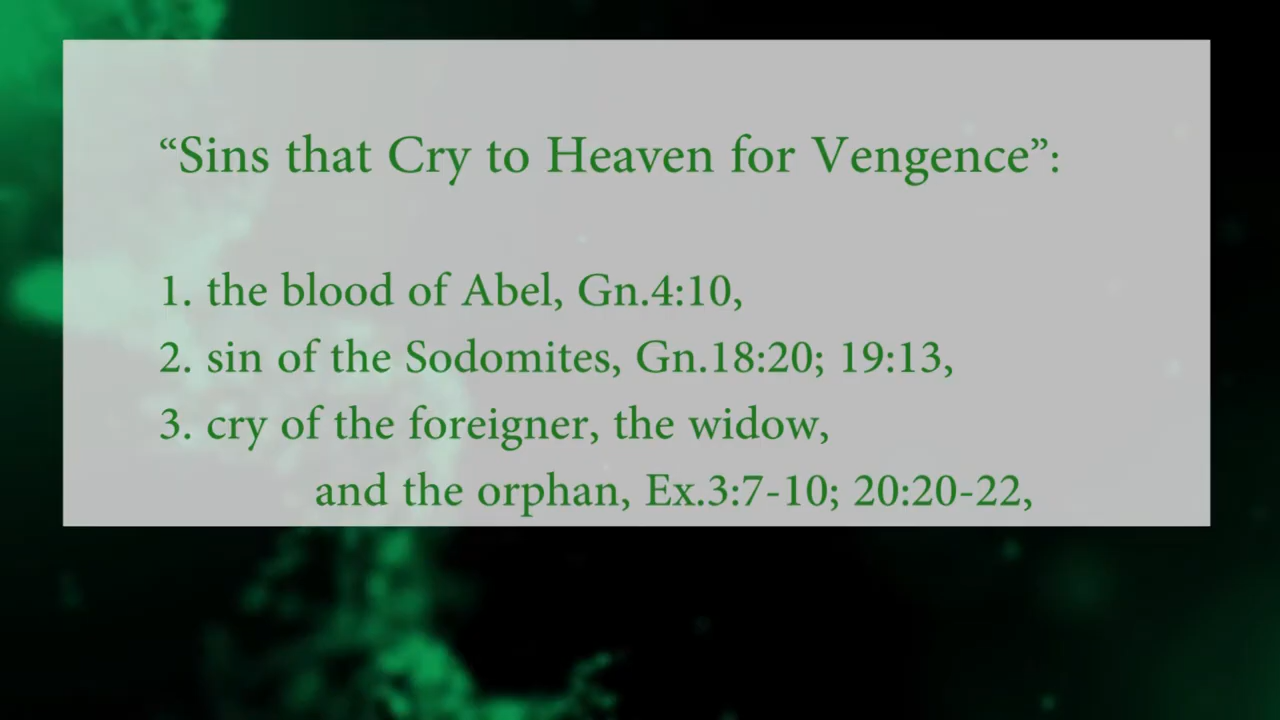 “Sins that Cry to Heaven for Vengence”:
1. the blood of Abel, Gn.4:10,
2. sin of the Sodomites, Gn.18:20; 19:13,
3. cry of the foreigner, the widow,
and the orphan, Ex.3:7-10; 20:20-22,